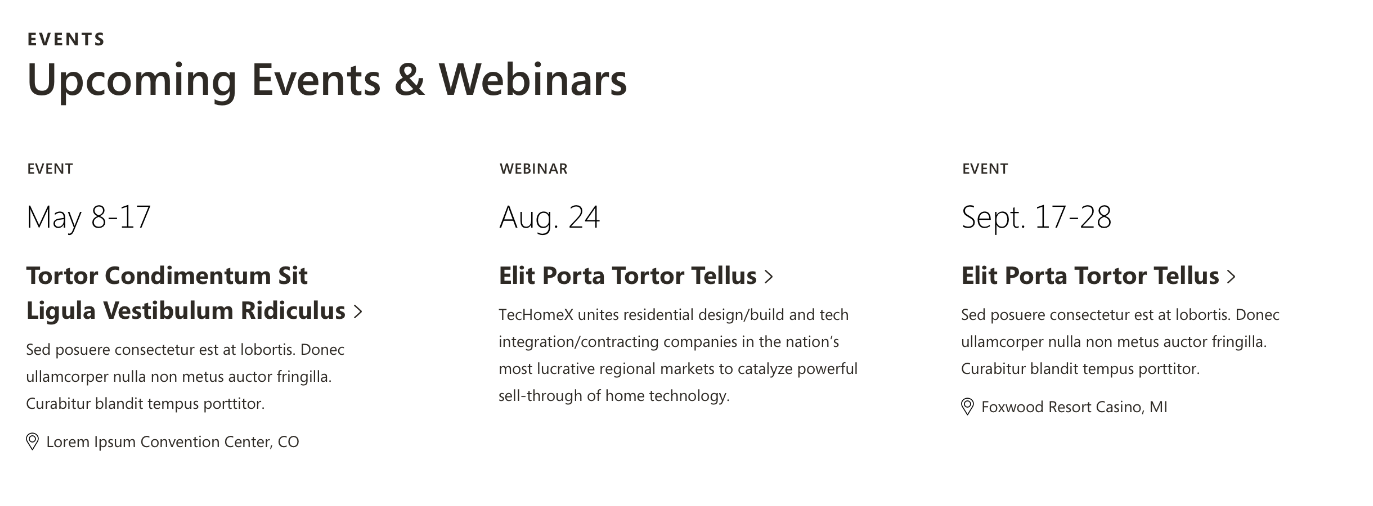 EVENTS
Upcoming Events & Webinars
EVENT
May 8-17
Tortor Condimentum Sit
Ligula Vestibulum Ridiculus
Sed posuere consectetur est at lobortis. Donec
ullamcorper nulla non metus auctor fringilla.
Curabitur blandit tempus porttitor.
Lorem Ipsum Convention Center, CO
WEBINAR
Aug. 24
Elit Porta Tortor Tellus
TecHomeX unites residential design/build and tech
integration/contracting companies in the nation's
most lucrative regional markets to catalyze powerful
sell-through of home technology.
EVENT
Sept. 17-28
Elit Porta Tortor Tellus
Sed posuere consectetur est at lobortis. Donec
ullamcorper nulla non metus auctor fringilla.
Curabitur blandit tempus porttitor.
Foxwood Resort Casino, MI